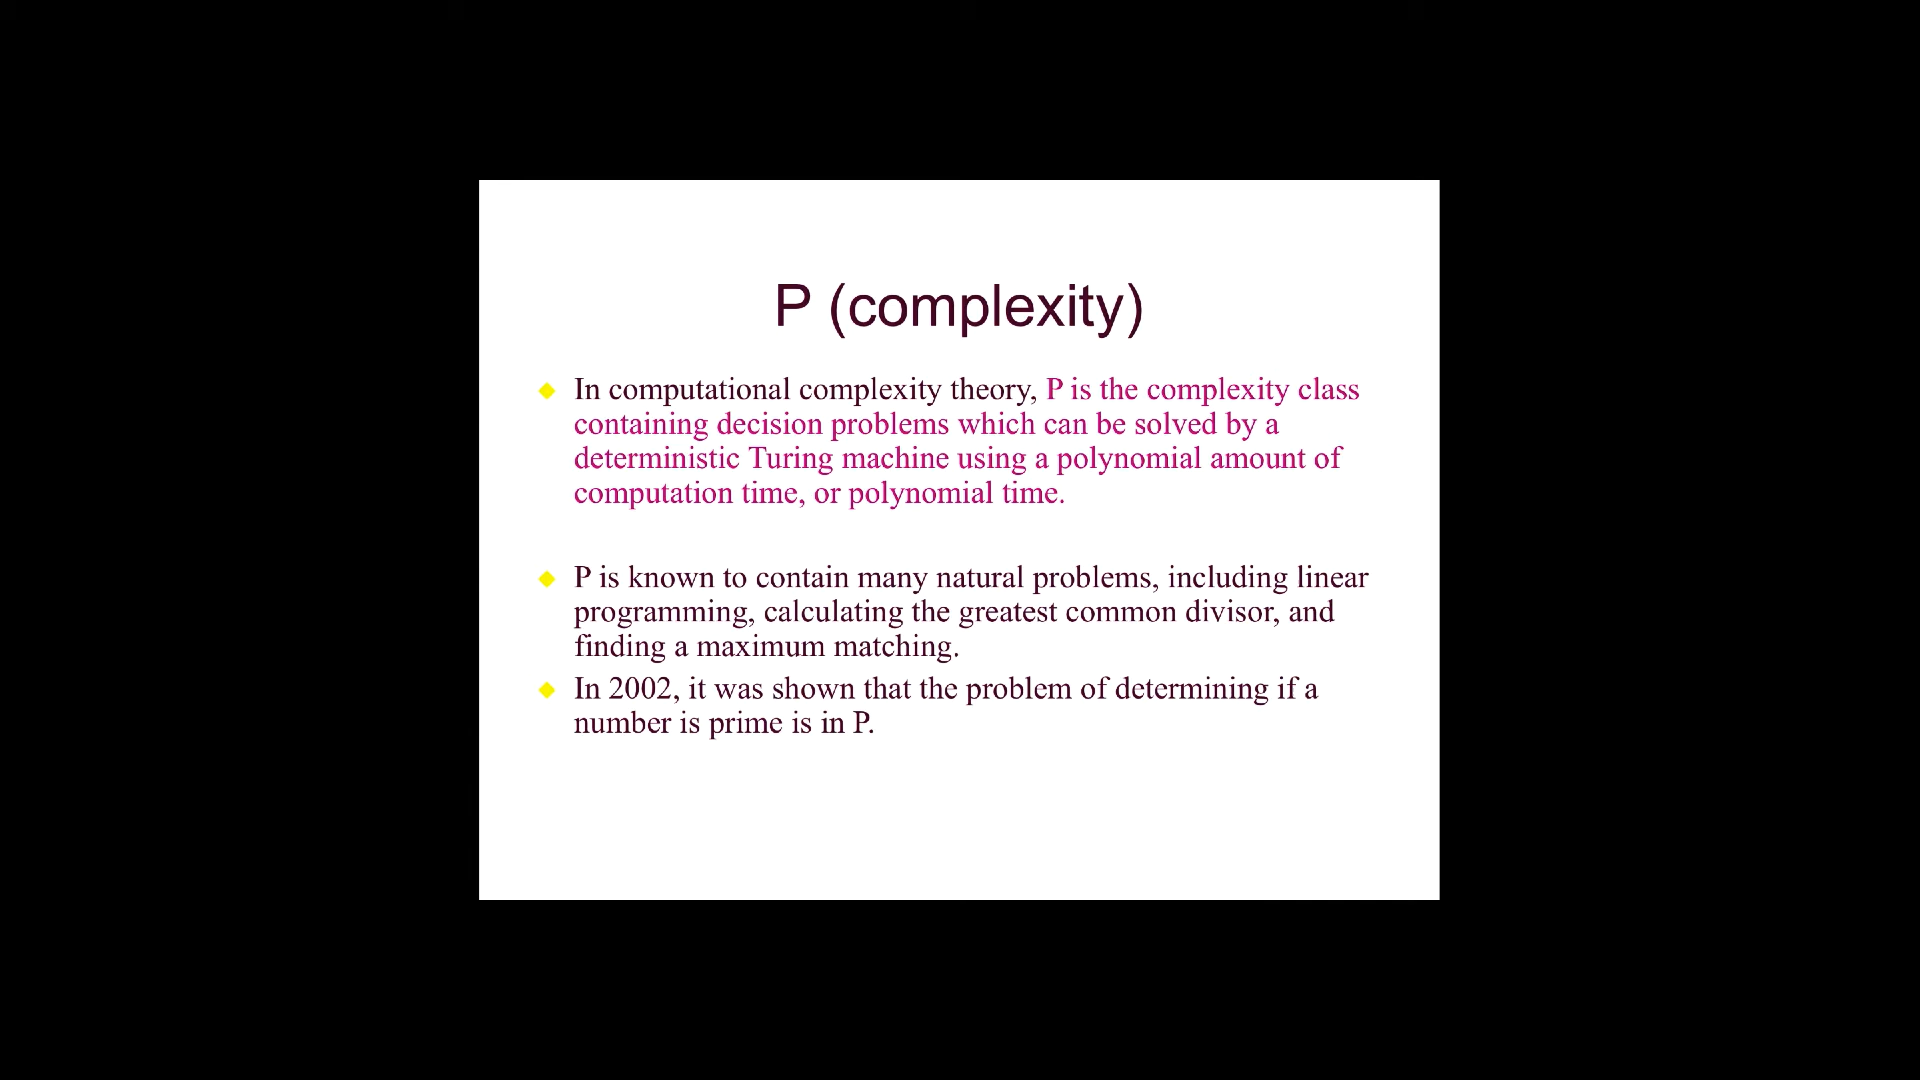 P (complexity)
In computational complexity theory, P is the complexity class
containing decision problems which can be solved by a
deterministic Turing machine using a polynomial amount of
computation time, or polynomial time.
P is known to contain many natural problems, including linear
programming, calculating the greatest common divisor, and
finding a maximum matching.
In 2002, it was shown that the problem of determining if a
number is prime is in P.